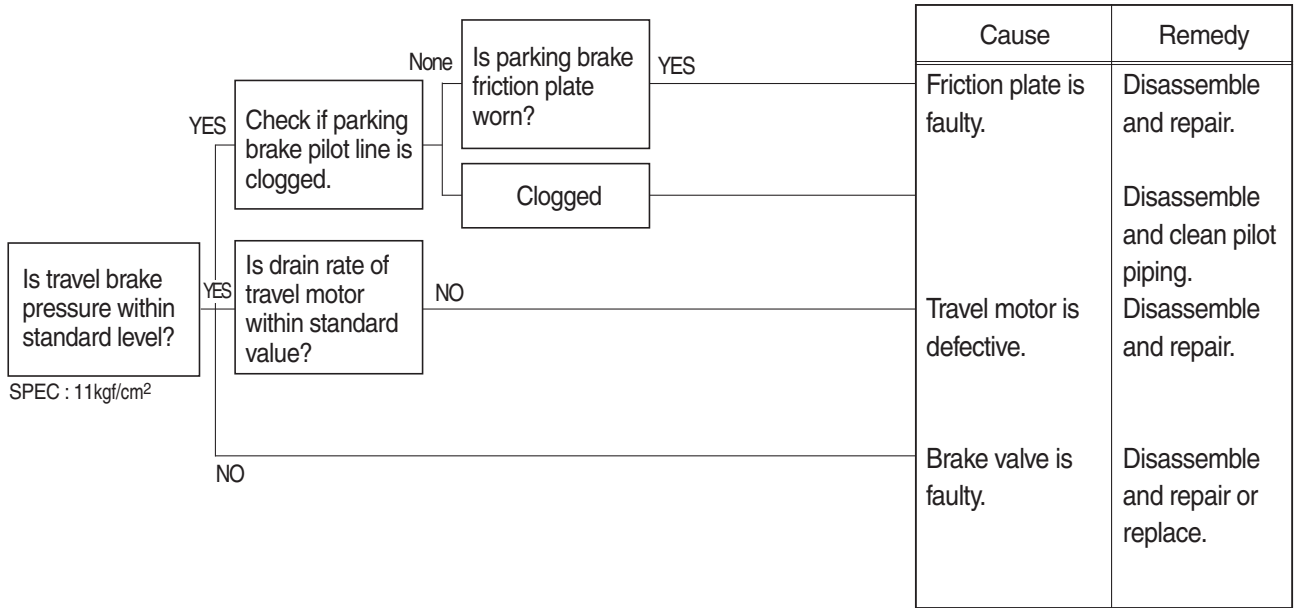 Cause
Remedy
None
Is parking brake
friction plate
worn?
YES
Friction plate is
faulty.
Disassemble
and repair.
YES
Check if parking
brake pilot line is
clogged.
Clogged
Disassemble
and clean pilot
piping.
Is travel brake
pressure within
standard level?
SPEC : 11kgf/cm2
YES
Is drain rate of
travel motor
within standard
value?
NO
Travel motor is
defective.
Disassemble
and repair.
NO
Brake valve is
faulty.
Disassemble
and repair or
replace.